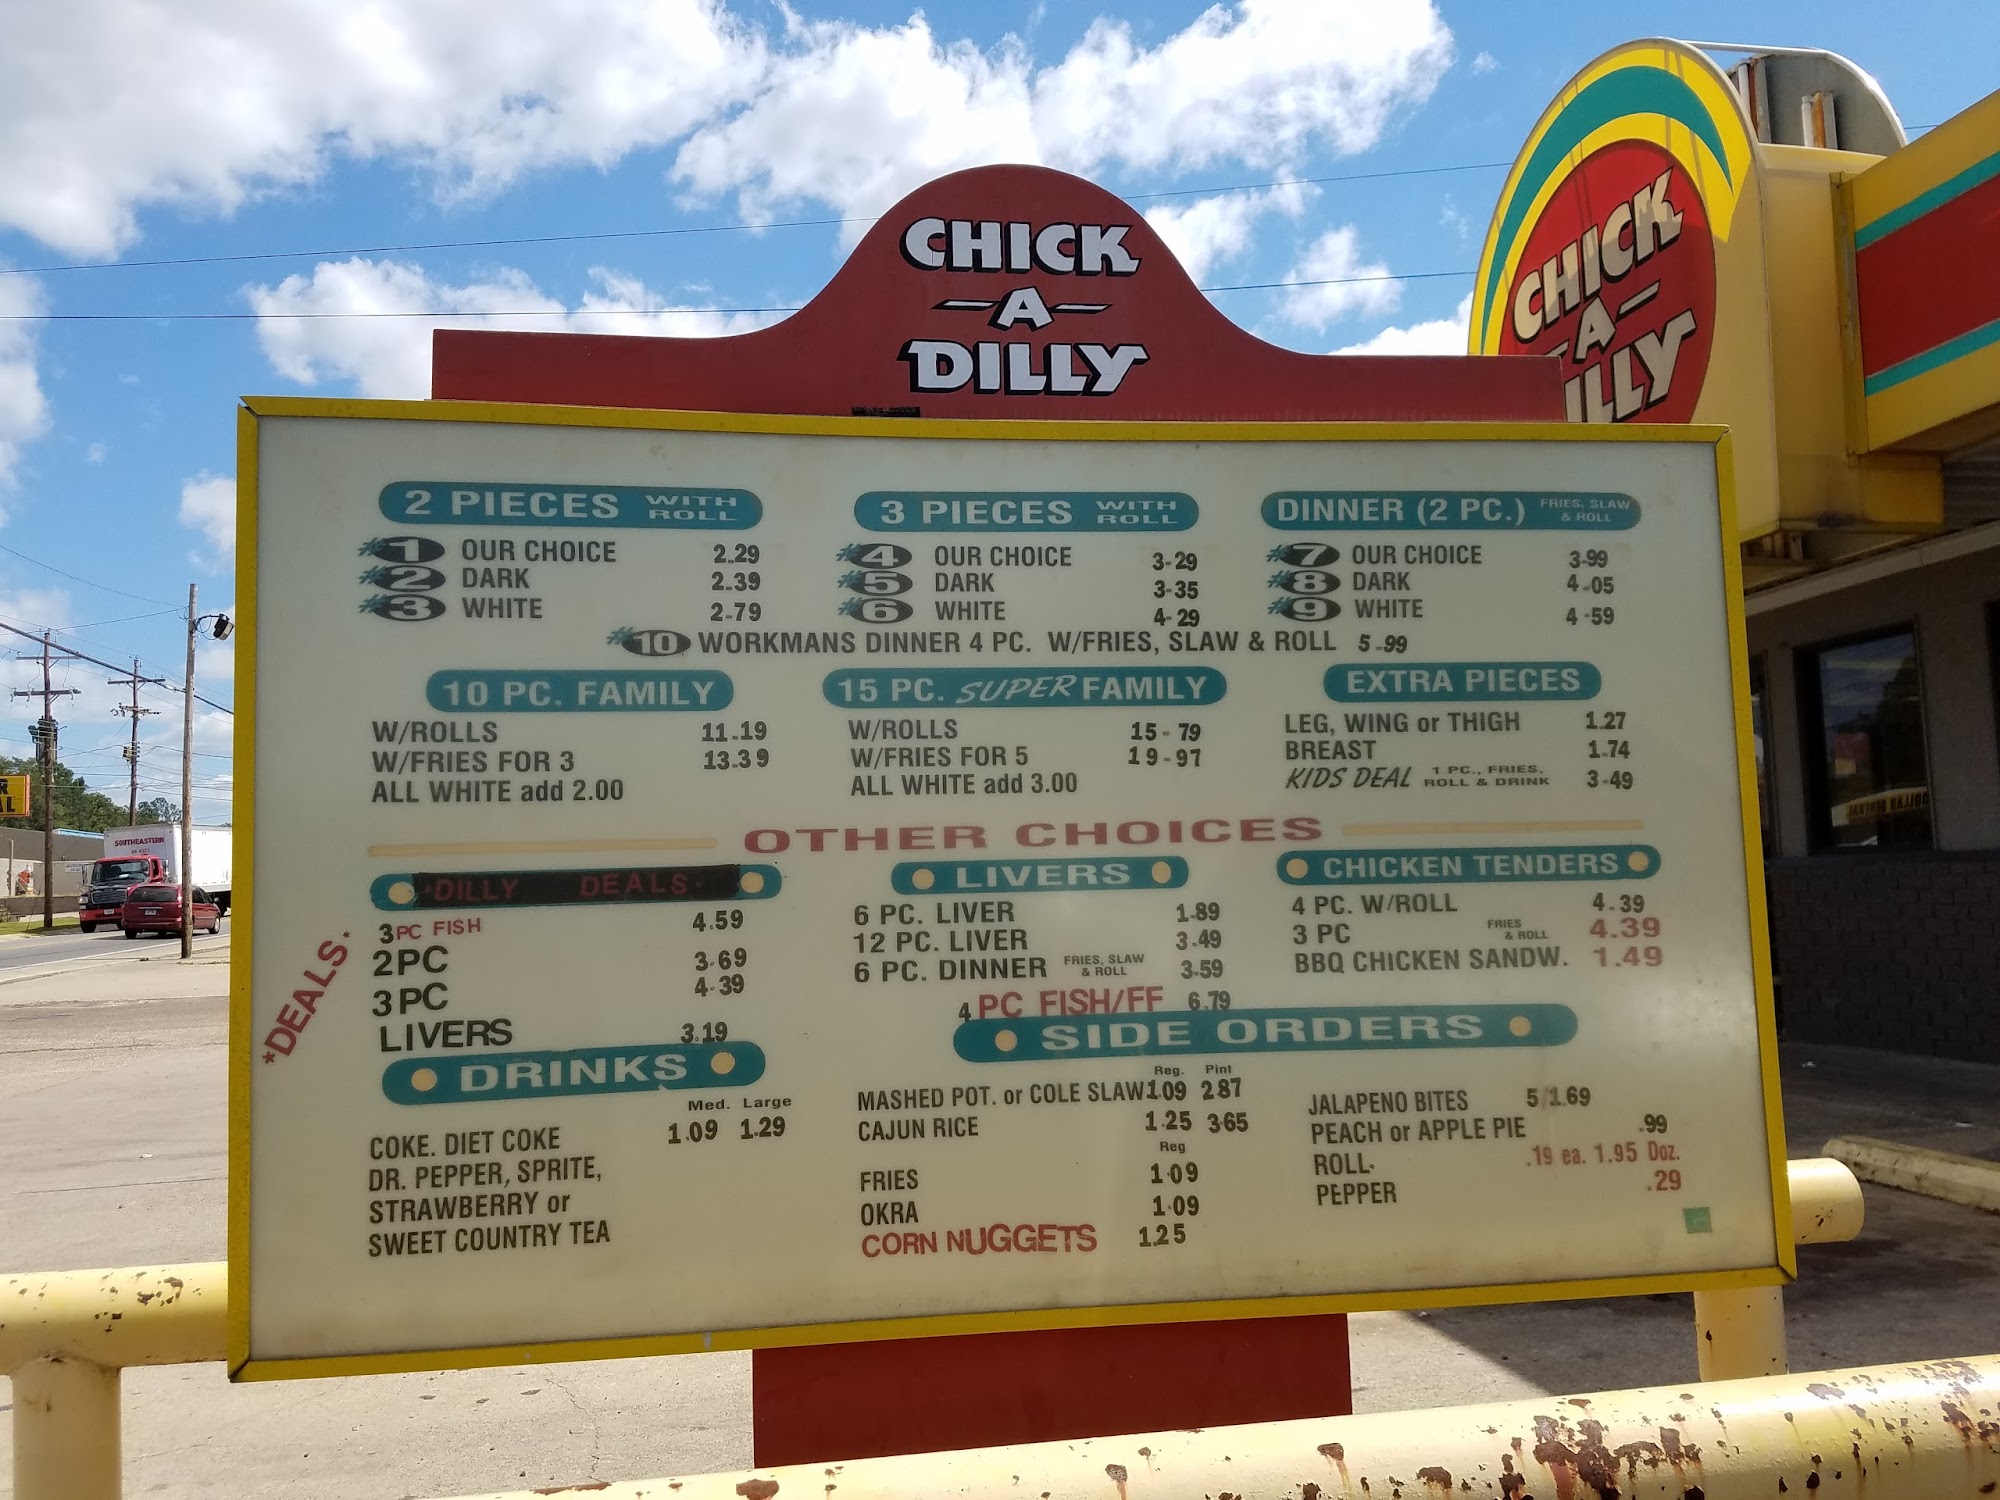 CHICK
-A-
DILLY
CHICK
A-
ILLY
2 PIECES WITH ROLL
#1 OUR CHOICE 2.29
#2 DARK 2.39
#3 WHITE 2.79
3 PIECES WITH ROLL
#4 OUR CHOICE 3-29
#5 DARK 3-35
#6 WHITE 4-29
DINNER (2 PC.) FRIES, SLAW & ROLL
#7 OUR CHOICE 3-99
#8 DARK 4-05
#9 WHITE 4-59
#10 WORKMANS DINNER 4 PC. W/FRIES, SLAW & ROLL 5-99
10 PC. FAMILY
W/ROLLS 11.19
W/FRIES FOR 3 13.39
ALL WHITE add 2.00
15 PC. SUPER FAMILY
W/ROLLS 15-79
W/FRIES FOR 5 19-97
ALL WHITE add 3.00
EXTRA PIECES
LEG, WING or THIGH 1.27
BREAST 1.74
KIDS DEAL 1 PC., FRIES, ROLL & DRINK 3-49
OTHER CHOICES
*DEALS*
DILLY DEALS
3PC FISH 4.59
2PC 3.69
3PC 4.39
LIVERS 3.19
LIVERS
6 PC. LIVER 1.89
12 PC. LIVER 3.49
6 PC. DINNER FRIES, SLAW & ROLL 3-59
4 PC FISH/FF 6.79
CHICKEN TENDERS
4 PC. W/ROLL 4.39
3 PC FRIES & ROLL 4.39
BBQ CHICKEN SANDW. 1.49
DRINKS
Med. Large
COKE. DIET COKE 1.09 1.29
DR. PEPPER, SPRITE,
STRAWBERRY or
SWEET COUNTRY TEA
SIDE ORDERS
Reg. Pint
MASHED POT. or COLE SLAW 1.09 2.87
CAJUN RICE 1.25 3.65
Reg
FRIES 1.09
OKRA 1.09
CORN NUGGETS 1.25
JALAPENO BITES 5/1.69
PEACH or APPLE PIE .99
ROLL .19 ea. 1.95 Doz.
PEPPER .29
SOUTHEASTERN